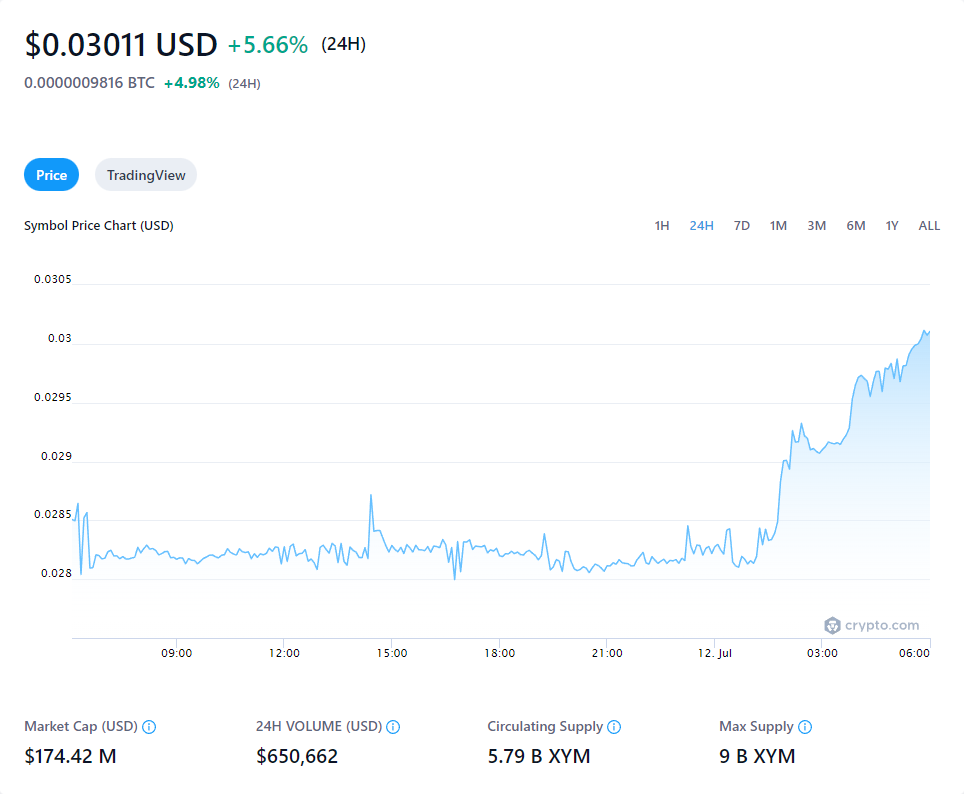 $0.03011 USD +5.66% (24H)
0.0000009816 BTC +4.98% (24H)
Price TradingView
Symbol Price Chart (USD) 1H 24H 7D 1M 3M 6M 1Y ALL
0.0305
0.03
0.0295
0.029
0.0285
0.028
crypto.com
09:00 12:00 15:00 18:00 21:00 12. Jul 03:00 06:00
Market Cap (USD) 24H VOLUME (USD) Circulating Supply Max Supply
$174.42 M $650,662 5.79 B XYM 9 B XYM